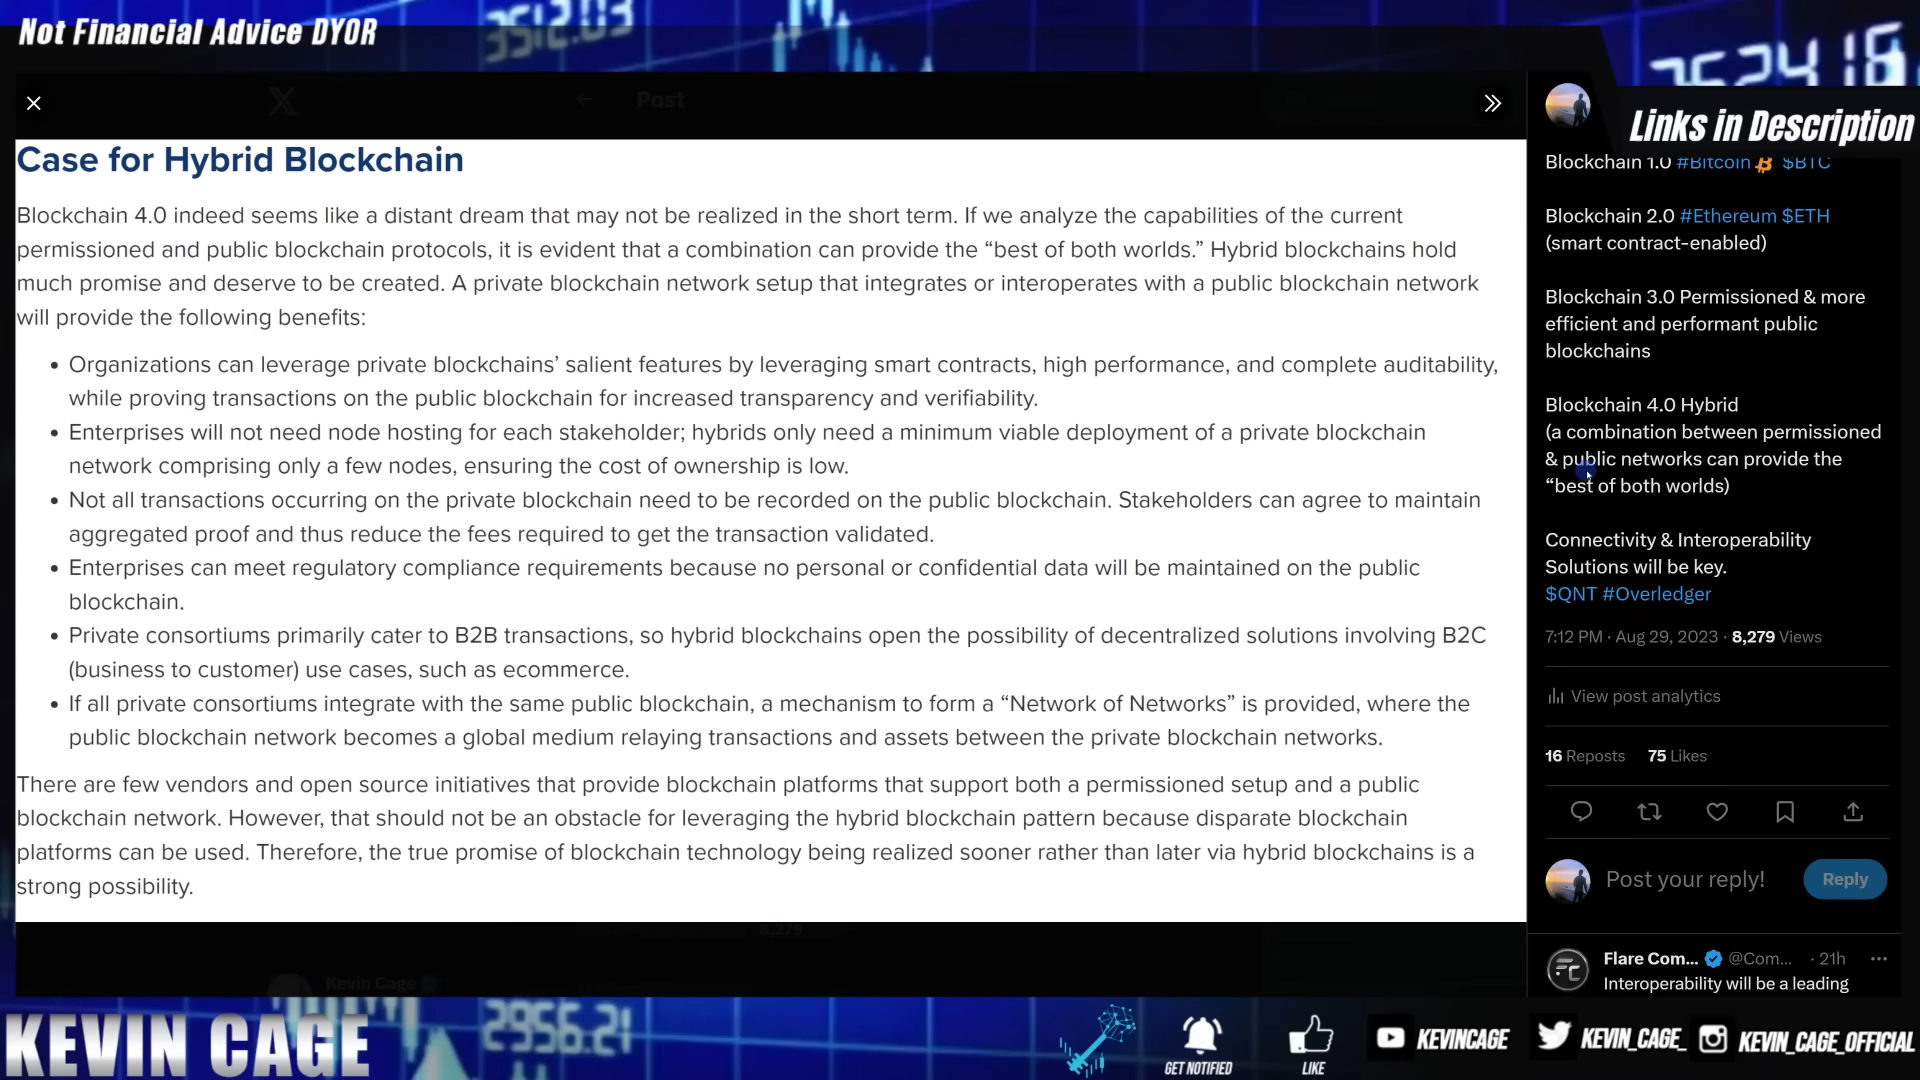 Not Financial Advice DYOR
3512.03
Post
Links in Description
Case for Hybrid Blockchain
Blockchain 4.0 indeed seems like a distant dream that may not be realized in the short term. If we analyze the capabilities of the current
permissioned and public blockchain protocols, it is evident that a combination can provide the “best of both worlds.” Hybrid blockchains hold
much promise and deserve to be created. A private blockchain network setup that integrates or interoperates with a public blockchain network
will provide the following benefits:
• Organizations can leverage private blockchains’ salient features by leveraging smart contracts, high performance, and complete auditability,
while proving transactions on the public blockchain for increased transparency and verifiability.
• Enterprises will not need node hosting for each stakeholder; hybrids only need a minimum viable deployment of a private blockchain
network comprising only a few nodes, ensuring the cost of ownership is low.
• Not all transactions occurring on the private blockchain need to be recorded on the public blockchain. Stakeholders can agree to maintain
aggregated proof and thus reduce the fees required to get the transaction validated.
• Enterprises can meet regulatory compliance requirements because no personal or confidential data will be maintained on the public
blockchain.
• Private consortiums primarily cater to B2B transactions, so hybrid blockchains open the possibility of decentralized solutions involving B2C
(business to customer) use cases, such as ecommerce.
• If all private consortiums integrate with the same public blockchain, a mechanism to form a “Network of Networks” is provided, where the
public blockchain network becomes a global medium relaying transactions and assets between the private blockchain networks.
There are few vendors and open source initiatives that provide blockchain platforms that support both a permissioned setup and a public
blockchain network. However, that should not be an obstacle for leveraging the hybrid blockchain pattern because disparate blockchain
platforms can be used. Therefore, the true promise of blockchain technology being realized sooner rather than later via hybrid blockchains is a
strong possibility.
Blockchain 1.0 #Bitcoin $BTC
Blockchain 2.0 #Ethereum $ETH
(smart contract-enabled)
Blockchain 3.0 Permissioned & more
efficient and performant public
blockchains
Blockchain 4.0 Hybrid
(a combination between permissioned
& public networks can provide the
“best of both worlds)
Connectivity & Interoperability
Solutions will be key.
$QNT #Overledger
7:12 PM · Aug 29, 2023 · 8,279 Views
View post analytics
16 Reposts 75 Likes
Post your reply!
Reply
Flare Com... @Com... · 21h
Interoperability will be a leading
8,279
Kevin Cage
KEVIN CAGE
2956.21
GET NOTIFIED
LIKE
KEVINCAGE
KEVIN_CAGE_
KEVIN_CAGE_OFFICIAL